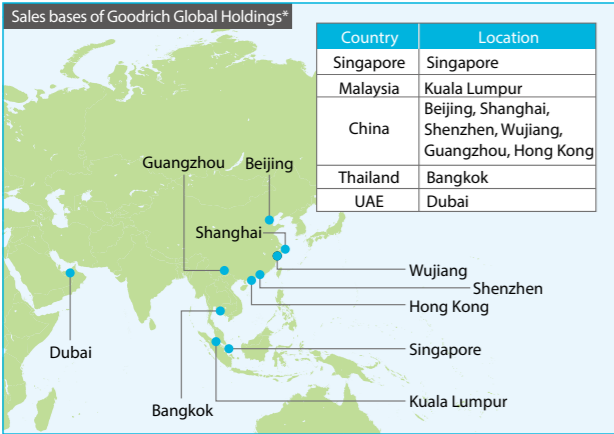 Sales bases of Goodrich Global Holdings*
Country Location
Singapore Singapore
Malaysia Kuala Lumpur
China Beijing, Shanghai,
Shenzhen, Wujiang,
Guangzhou, Hong Kong
Thailand Bangkok
UAE Dubai
Guangzhou Beijing
Shanghai
Wujiang
Shenzhen
Hong Kong
Dubai
Singapore
Bangkok
Kuala Lumpur